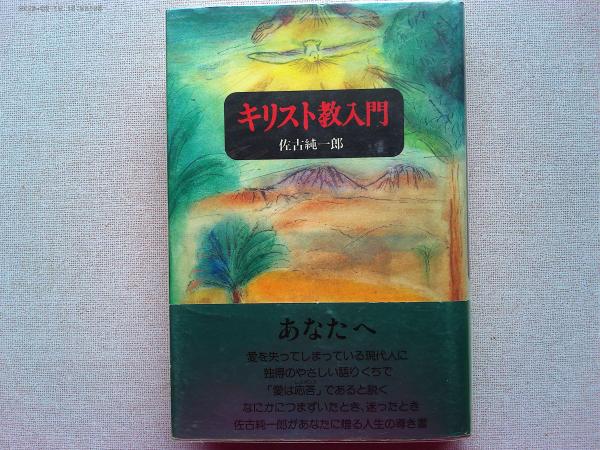 キリスト教入門
佐古純一郎
あなたへ
愛を失ってしまっている現代人に
独得のやさしい語りくちで
「愛は応答」であると説く
なにかにつまずいたとき、迷ったとき
佐古純一郎があなたに贈る人生の導き書